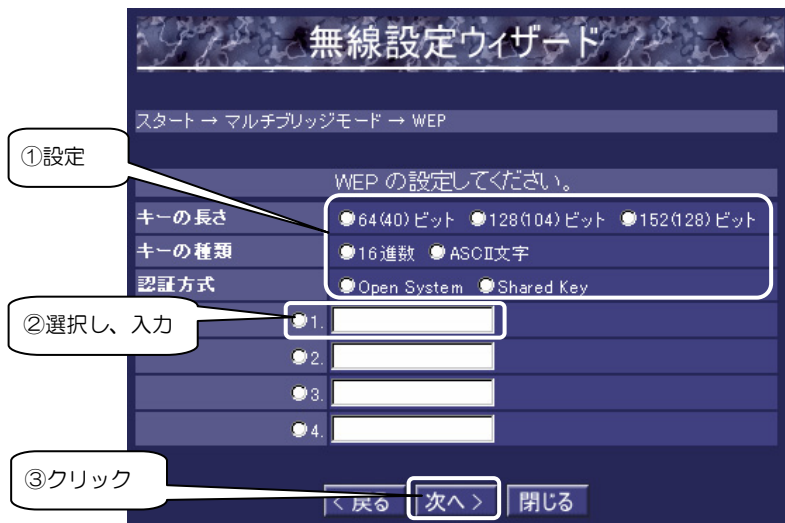 無線設定ウィザード
スタート → マルチブリッジモード → WEP
①設定
WEP の設定してください。
キーの長さ 64(40)ビット 128(104)ビット 152(128)ビット
キーの種類 16進数 ASCII文字
認証方式 Open System Shared Key
②選択し、入力
1.
2.
3.
4.
③クリック
< 戻る 次へ > 閉じる